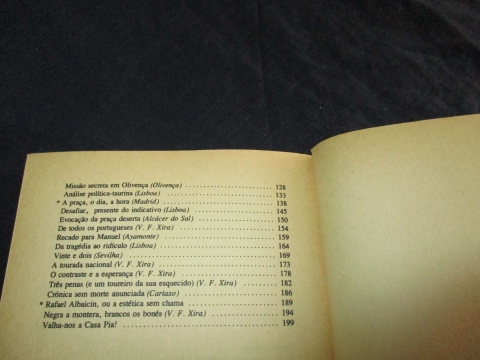 Missão secreta em Olivença (Olivença) ........ 128
Análise política-taurina (Lisboa) ........ 133
* A praça, o dia, a hora (Madrid) ........ 138
Desafiar, presente do indicativo (Lisboa) ........ 145
Evocação da praça deserta (Alcácer do Sal) ........ 150
De todos os portugueses (V. F. Xira) ........ 154
Recado para Manuel (Ayamonte) ........ 159
Da tragédia ao ridículo (Lisboa) ........ 164
Vinte e dois (Sevilha) ........ 169
A tourada nacional (V. F. Xira) ........ 173
O contraste e a esperança (V. F. Xira) ........ 178
Três penas (e um toureiro da sua esquecido) (V. F. Xira) ........ 182
Crónica sem morte anunciada (Cartaxo) ........ 186
* Rafael Albaicin, ou a estética sem chama ........ 189
Negra a montera, brancos os bonés (V. F. Xira) ........ 194
Valha-nos a Casa Pia! ........ 199